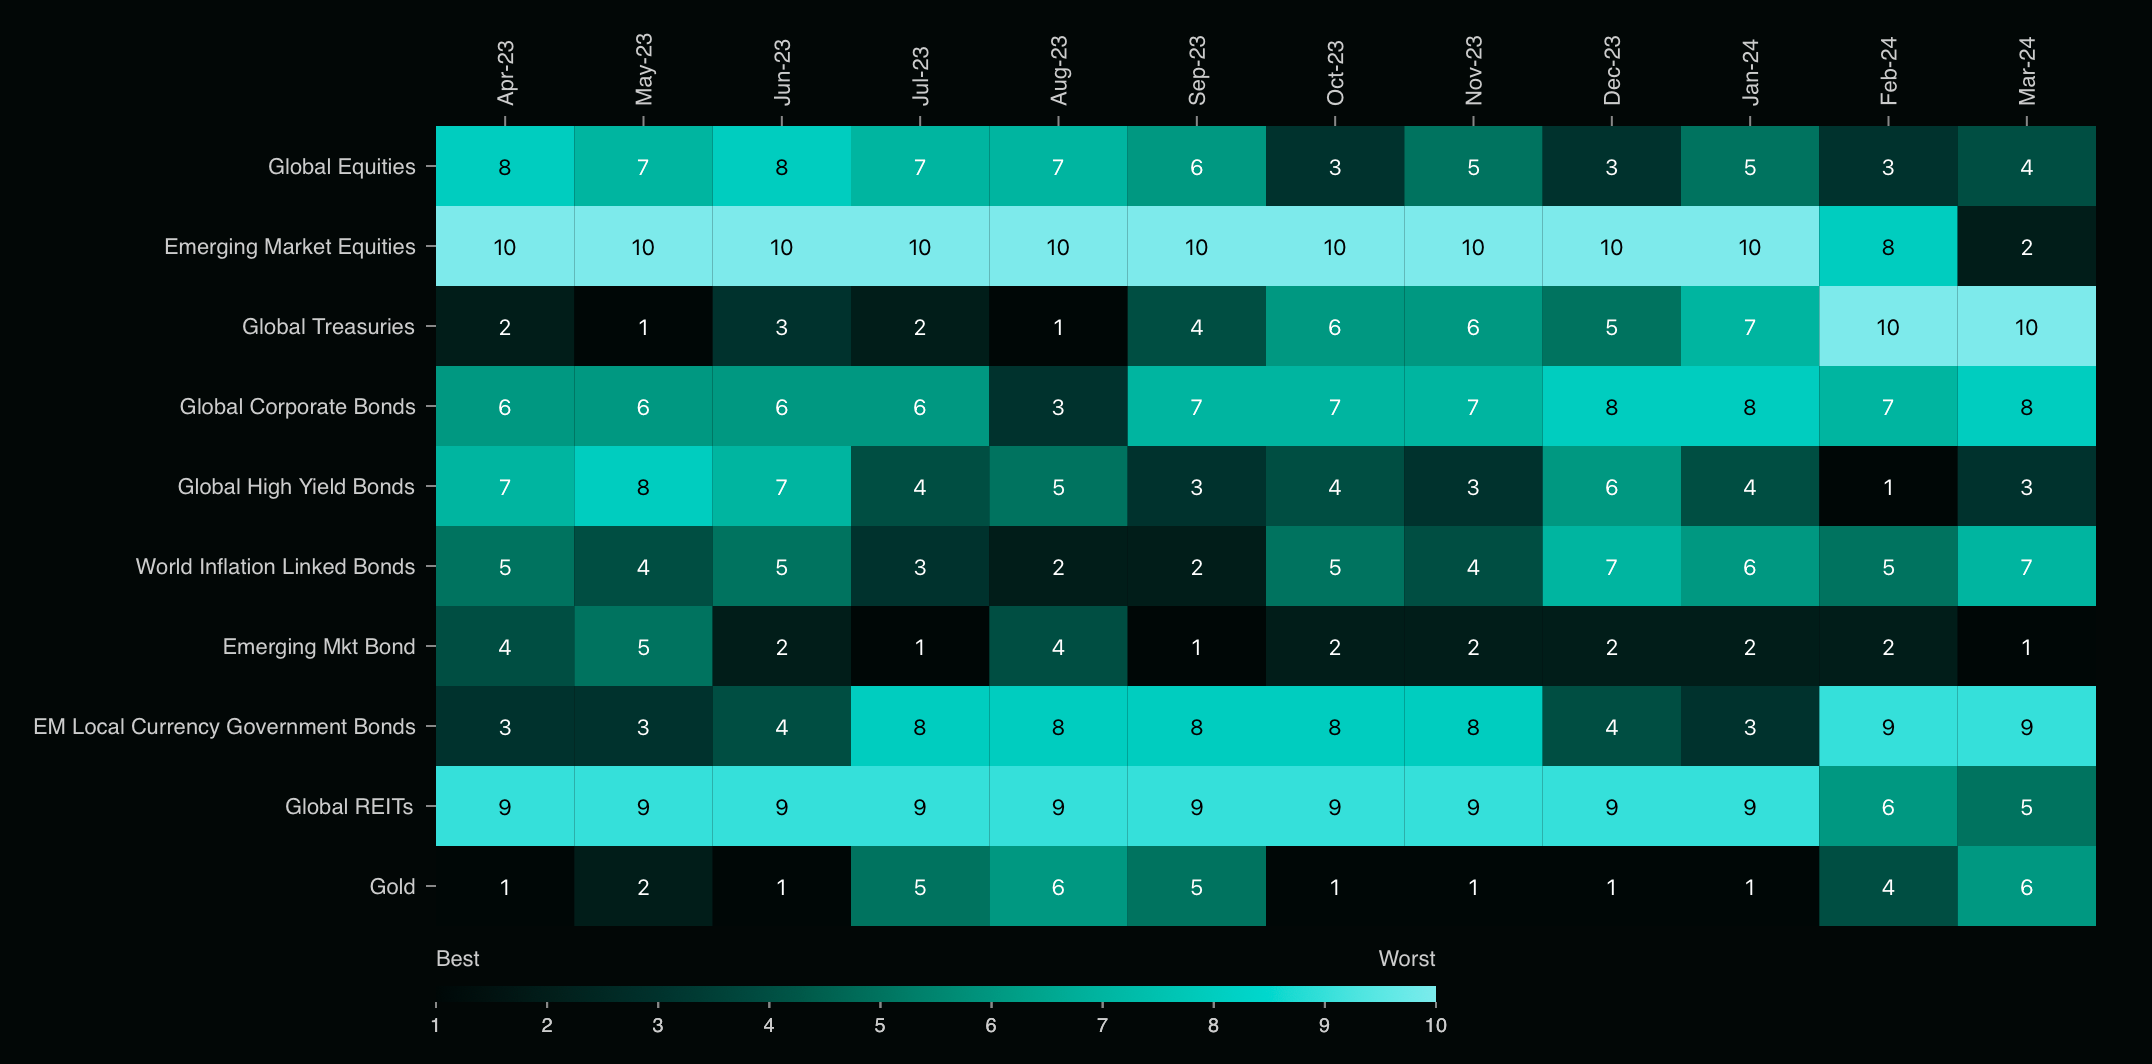 Apr-23 May-23 Jun-23 Jul-23 Aug-23 Sep-23 Oct-23 Nov-23 Dec-23 Jan-24 Feb-24 Mar-24
Global Equities 8 7 8 7 7 6 3 5 3 5 3 4
Emerging Market Equities 10 10 10 10 10 10 10 10 10 10 8 2
Global Treasuries 2 1 3 2 1 4 6 6 5 7 10 10
Global Corporate Bonds 6 6 6 6 3 7 7 7 8 8 7 8
Global High Yield Bonds 7 8 7 4 5 3 4 3 6 4 1 3
World Inflation Linked Bonds 5 4 5 3 2 2 5 4 7 6 5 7
Emerging Mkt Bond 4 5 2 1 4 1 2 2 2 2 2 1
EM Local Currency Government Bonds 3 3 4 8 8 8 8 8 4 3 9 9
Global REITs 9 9 9 9 9 9 9 9 9 9 6 5
Gold 1 2 1 5 6 5 1 1 1 1 4 6
Best Worst
1 2 3 4 5 6 7 8 9 10